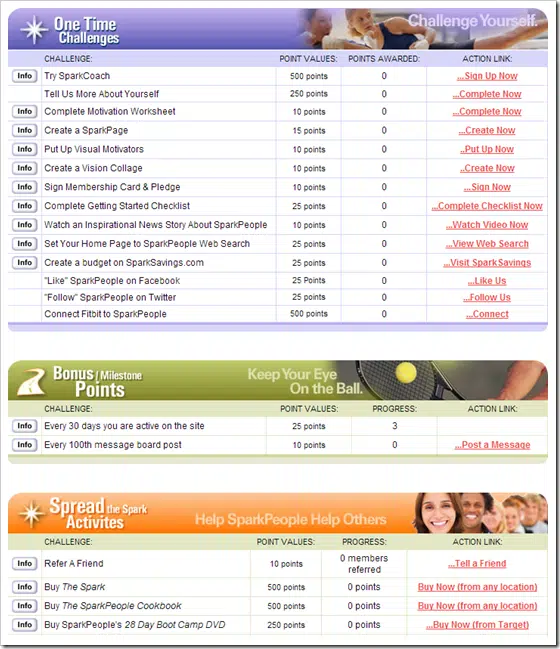 One Time
Challenges
Challenge Yourself.
CHALLENGE: POINT VALUES: POINTS AWARDED: ACTION LINK:
Info Try SparkCoach 500 points 0 ...Sign Up Now
Tell Us More About Yourself 250 points 0 ...Complete Now
Info Complete Motivation Worksheet 10 points 0 ...Complete Now
Info Create a SparkPage 15 points 0 ...Create Now
Info Put Up Visual Motivators 10 points 0 ..Put Up Now
Info Create a Vision Collage 10 points 0 ..Create Now
Info Sign Membership Card & Pledge 10 points 0 ...Sign Now
Info Complete Getting Started Checklist 25 points 0 ...Complete Checklist Now
Info Watch an Inspirational News Story About SparkPeople 10 points 0 ...Watch Video Now
Info Set Your Home Page to SparkPeople Web Search 25 points 0 ...View Web Search
Info Create a budget on SparkSavings.com 25 points 0 ...Visit SparkSavings
"Like" SparkPeople on Facebook 25 Points 0 ...Like Us
"Follow" SparkPeople on Twitter 25 points 0 ...Follow Us
Connect Fitbit to SparkPeople 500 points 0 ...Connect
Bonus / Milestone
Points
Keep Your Eye
On the Ball.
CHALLENGE: POINT VALUES: PROGRESS: ACTION LINK:
Info Every 30 days you are active on the site 25 points 3
Info Every 100th message board post 10 points 0 ...Post a Message
Spread the Spark
Activites
Help SparkPeople Help Others
CHALLENGE: POINT VALUES: PROGRESS: ACTION LINK:
Info Refer A Friend 10 points 0 members
referred ...Tell a Friend
Info Buy The Spark 500 points 0 points Buy Now (from any location)
Info Buy The SparkPeople Cookbook 500 points 0 points Buy Now (from any location)
Info Buy SparkPeople's 28 Day Boot Camp DVD 250 points 0 points ...Buy Now (from Target)